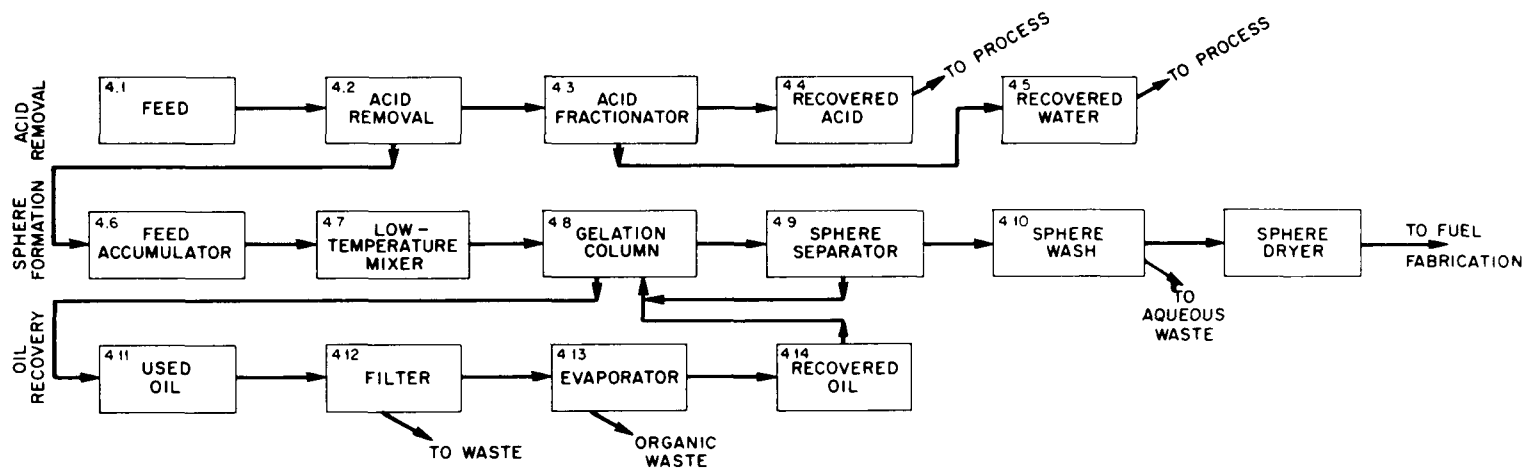 ACID
REMOVAL
4.1
FEED
4.2
ACID
REMOVAL
4.3
ACID
FRACTIONATOR
4.4
RECOVERED
ACID
TO PROCESS
4.5
RECOVERED
WATER
TO PROCESS
SPHERE
FORMATION
4.6
FEED
ACCUMULATOR
4.7
LOW-
TEMPERATURE
MIXER
4.8
GELATION
COLUMN
4.9
SPHERE
SEPARATOR
4.10
SPHERE
WASH
TO
AQUEOUS
WASTE
SPHERE
DRYER
TO FUEL
FABRICATION
OIL
RECOVERY
4.11
USED
OIL
4.12
FILTER
TO WASTE
4.13
EVAPORATOR
ORGANIC
WASTE
4.14
RECOVERED
OIL